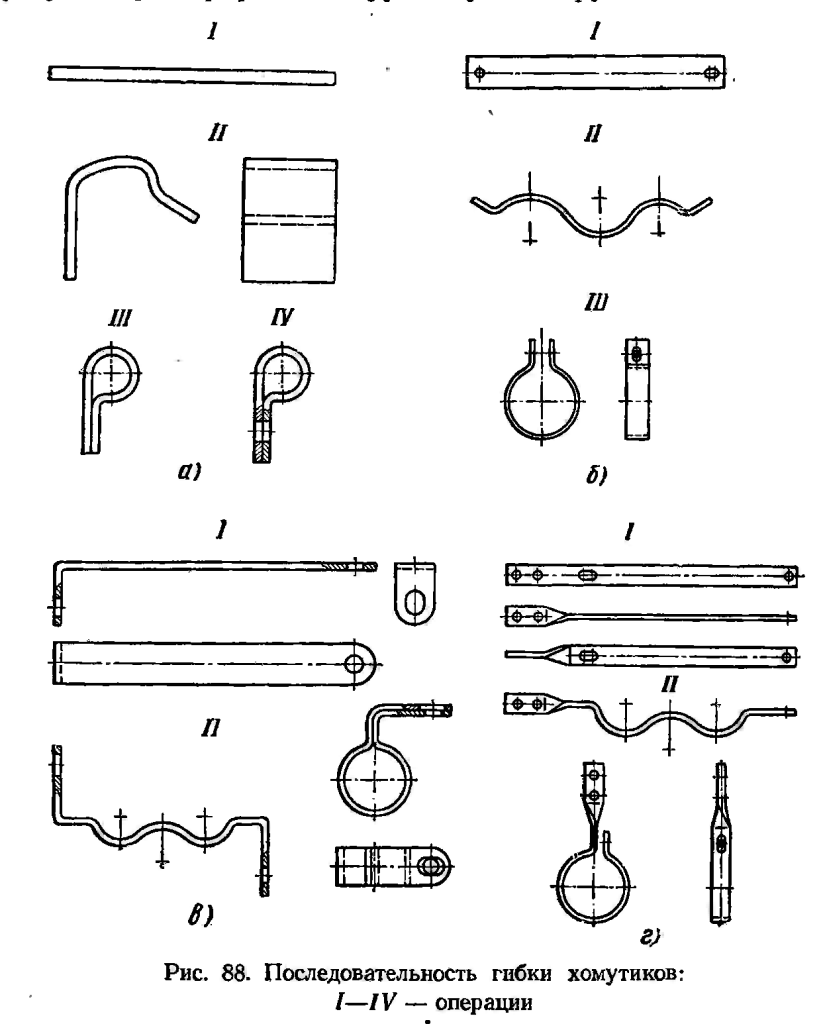 I
I
II
II
III
IV
III
а)
б)
I
I
II
II
в)
г)
Рис. 88. Последовательность гибки хомутиков:
I—IV — операции